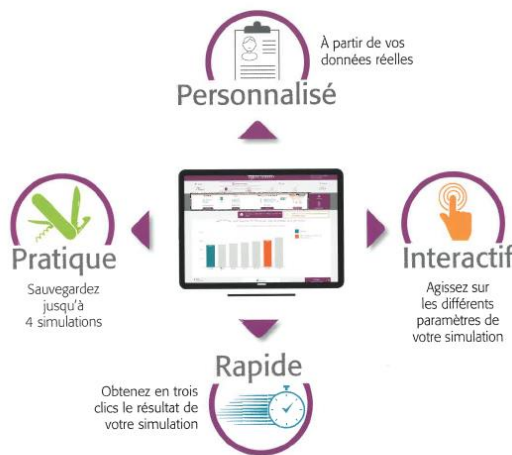 À partir de vos
données réelles
Personnalisé
Pratique
Sauvegardez
jusqu'à
4 simulations
Interactif
Agissez sur
les différents
paramètres de
votre simulation
Rapide
Obtenez en trois
clics le résultat de
votre simulation